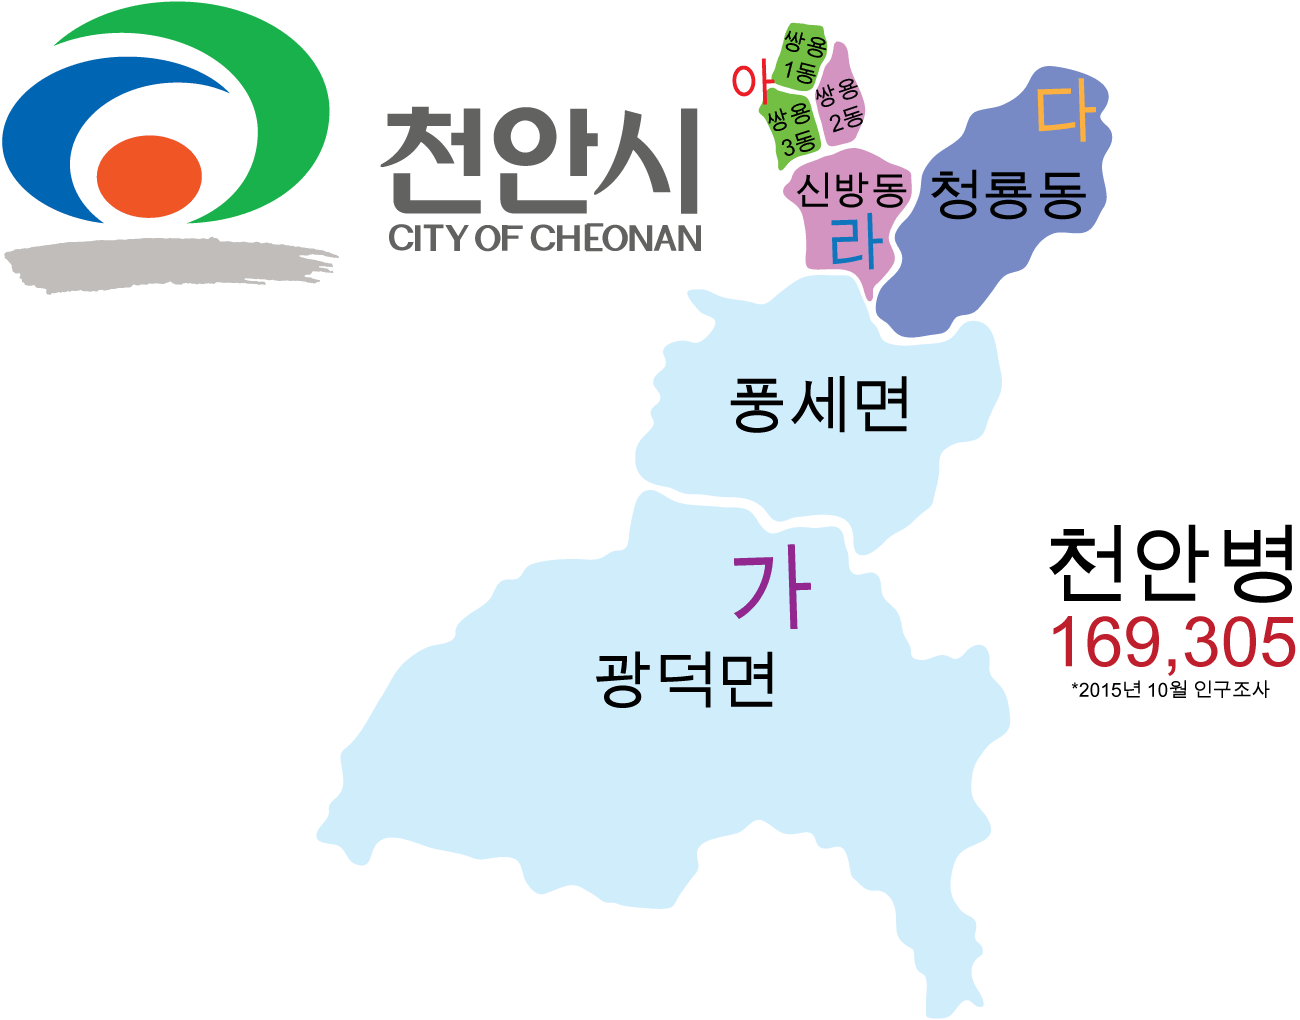 천안시
CITY OF CHEONAN
쌍용
1동
아
쌍용
2동
쌍용
3동
다
신방동
청룡동
라
풍세면
가
광덕면
천안병
169,305
*2015년 10월 인구조사